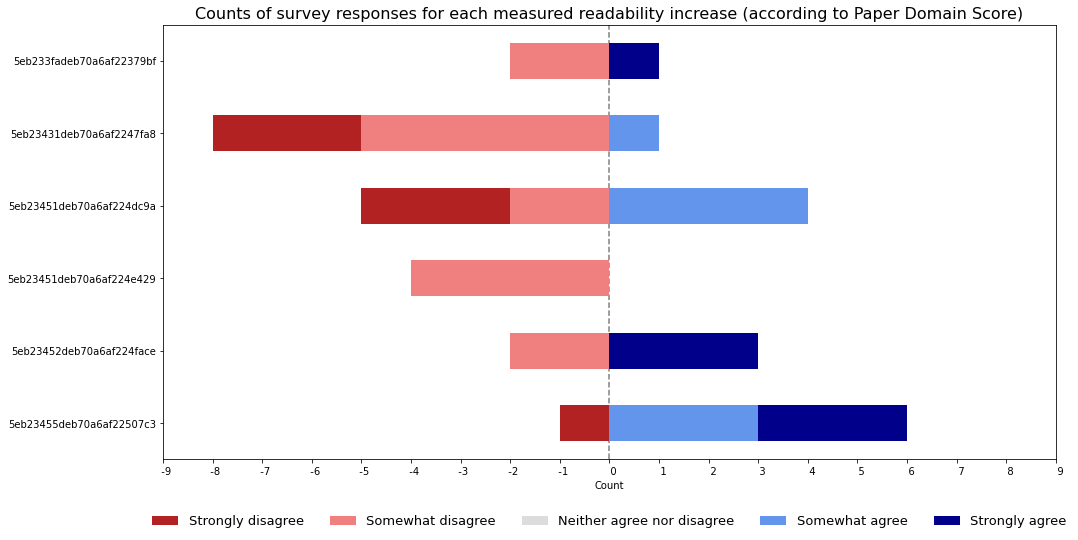 Counts of survey responses for each measured readability increase (according to Paper Domain Score)
5eb233fadeb70a6af22379bf
5eb23431deb70a6af2247fa8
5eb23451deb70a6af224dc9a
5eb23451deb70a6af224e429
5eb23452deb70a6af224face
5eb23455deb70a6af22507c3
-9 -8 -7 -6 -5 -4 -3 -2 -1 0 1 2 3 4 5 6 7 8 9
Count
Strongly disagree Somewhat disagree Neither agree nor disagree Somewhat agree Strongly agree